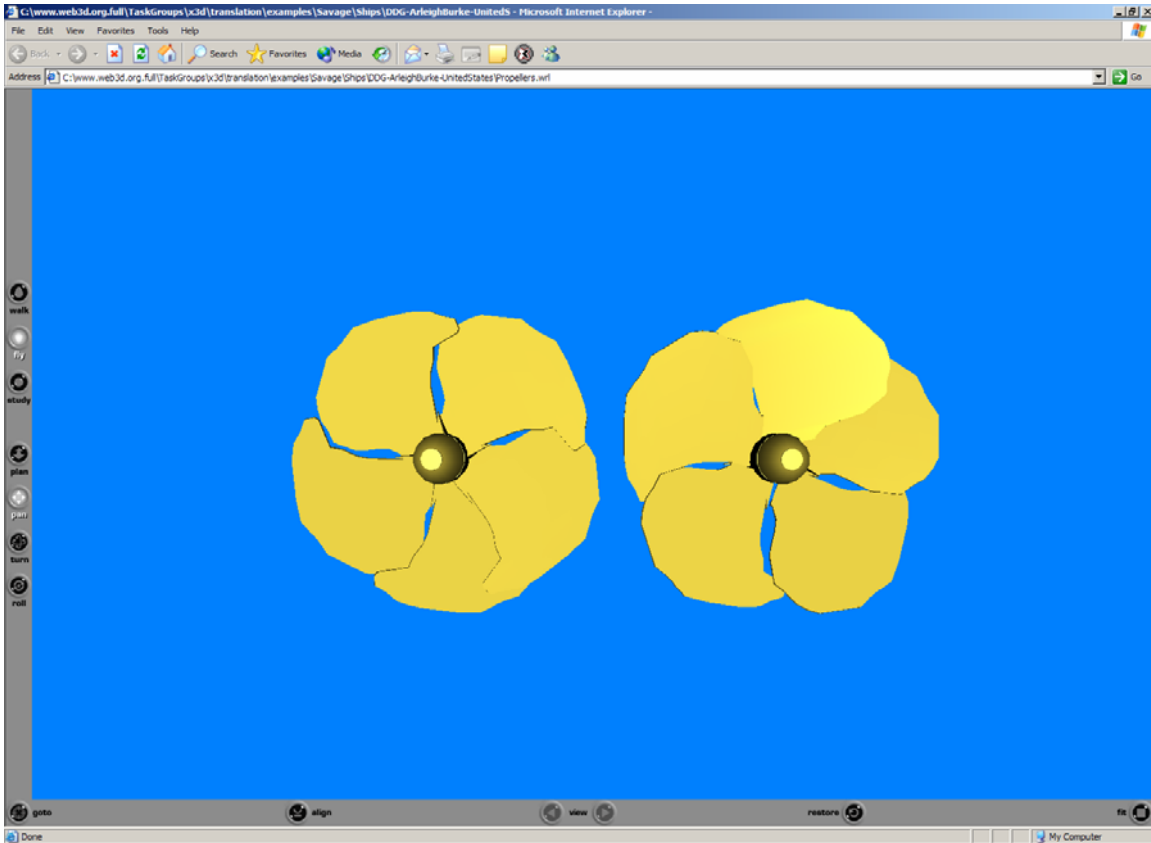 C:\www.web3d.org.full\TaskGroups\x3d\translation\examples\Savage\Ships\DDG-ArleighBurke-UnitedS - Microsoft Internet Explorer -
File Edit View Favorites Tools Help
Back Search Favorites Media
Address C:\www.web3d.org.full\TaskGroups\x3d\translation\examples\Savage\Ships\DDG-ArleighBurke-UnitedStates\Propellers.wrl Go
walk
fly
study
plan
pan
turn
roll
goto align view restore fit
Done My Computer